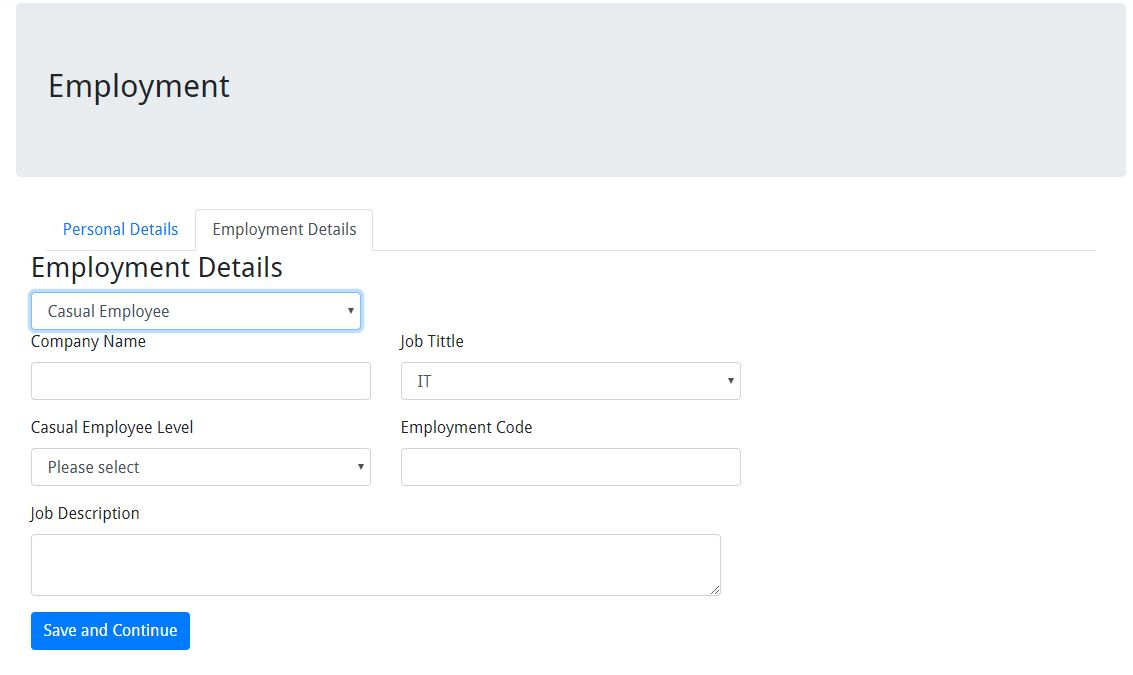 Employment
Personal Details Employment Details
Employment Details
Casual Employee
Company Name Job Tittle
IT
Casual Employee Level Employment Code
Please select
Job Description
Save and Continue